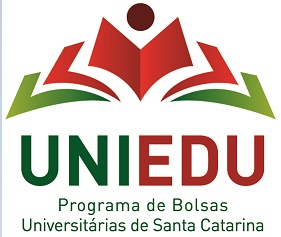 UNIEDU
Programa de Bolsas
Universitárias de Santa Catarina